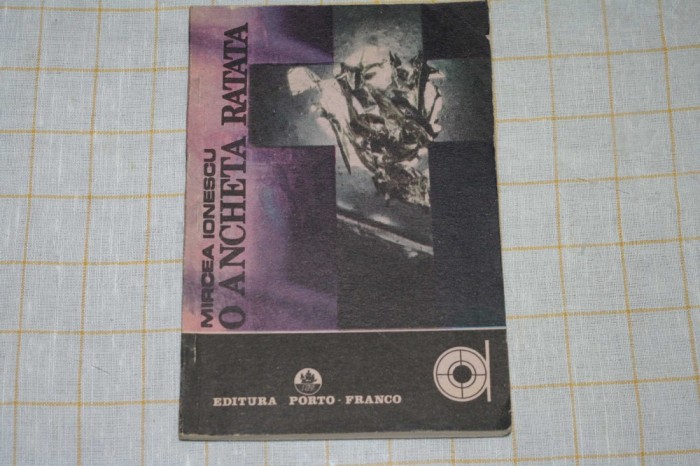 MIRCEA IONESCU
O ANCHETA RATATA
EDITURA PORTO-FRANCO